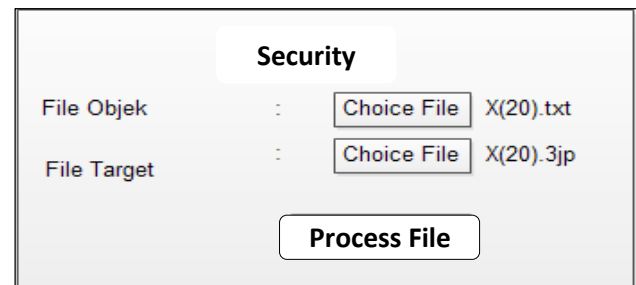 Security
File Objek : Choice File X(20).txt
File Target : Choice File X(20).3jp
Process File